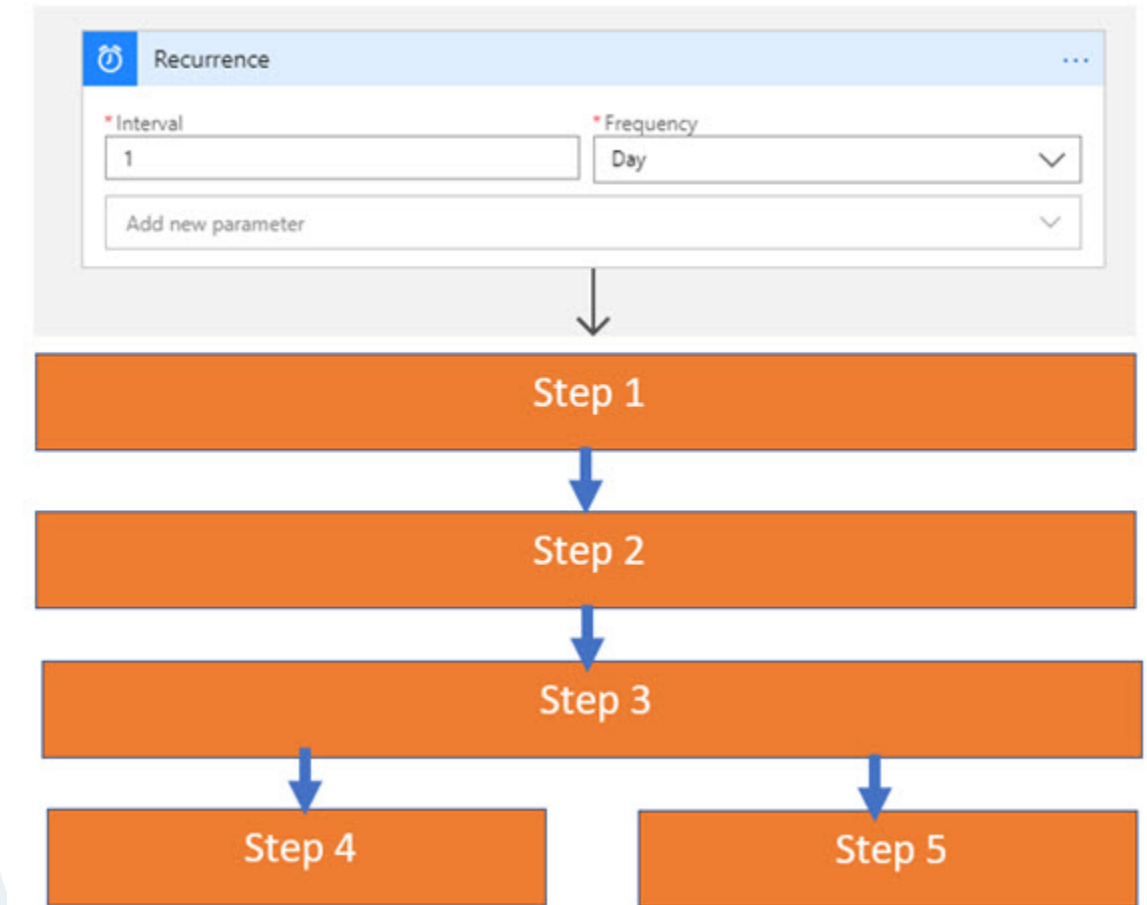 Recurrence
...
* Interval
* Frequency
1
Day
Add new parameter
Step 1
Step 2
Step 3
Step 4
Step 5